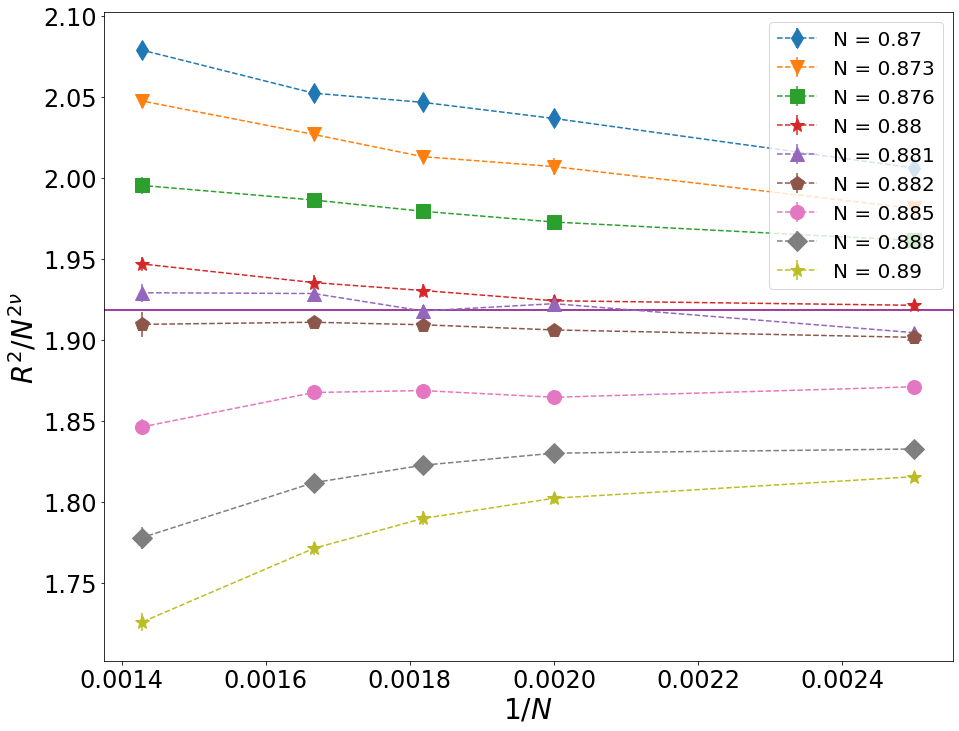 2.10
2.05
2.00
1.95
1.90
1.85
1.80
1.75
R²/N²ᵛ
0.0014 0.0016 0.0018 0.0020 0.0022 0.0024
1/N
N = 0.87
N = 0.873
N = 0.876
N = 0.88
N = 0.881
N = 0.882
N = 0.885
N = 0.888
N = 0.89